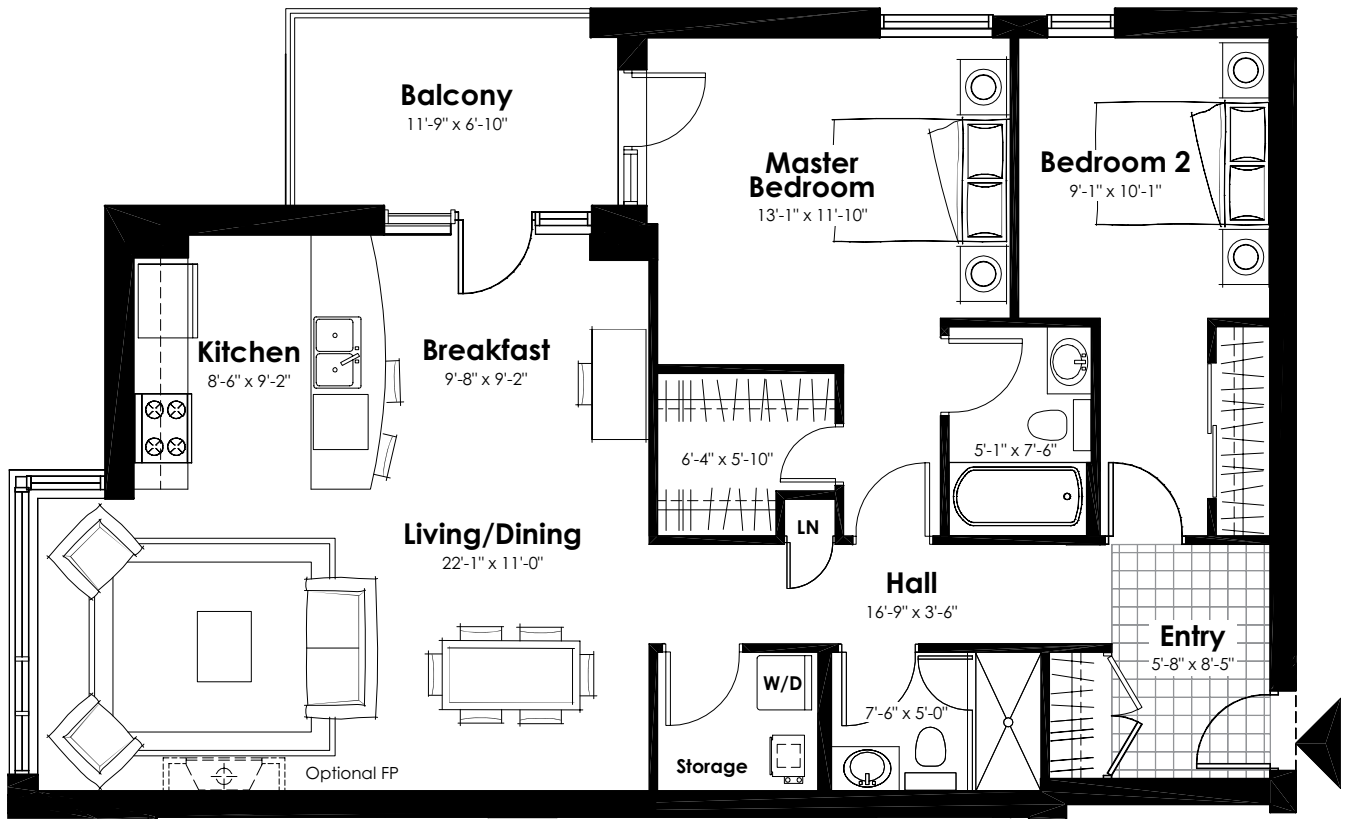 Balcony
11'-9" x 6'-10"
Master
Bedroom
13'-1" x 11'-10"
Bedroom 2
9'-1" x 10'-1"
Kitchen
8'-6" x 9'-2"
Breakfast
9'-8" x 9'-2"
6'-4" x 5'-10"
5'-1" x 7'-6"
LN
Living/Dining
22'-1" x 11'-0"
Hall
16'-9" x 3'-6"
Entry
5'-8" x 8'-5"
W/D
7'-6" x 5'-0"
Storage
Optional FP